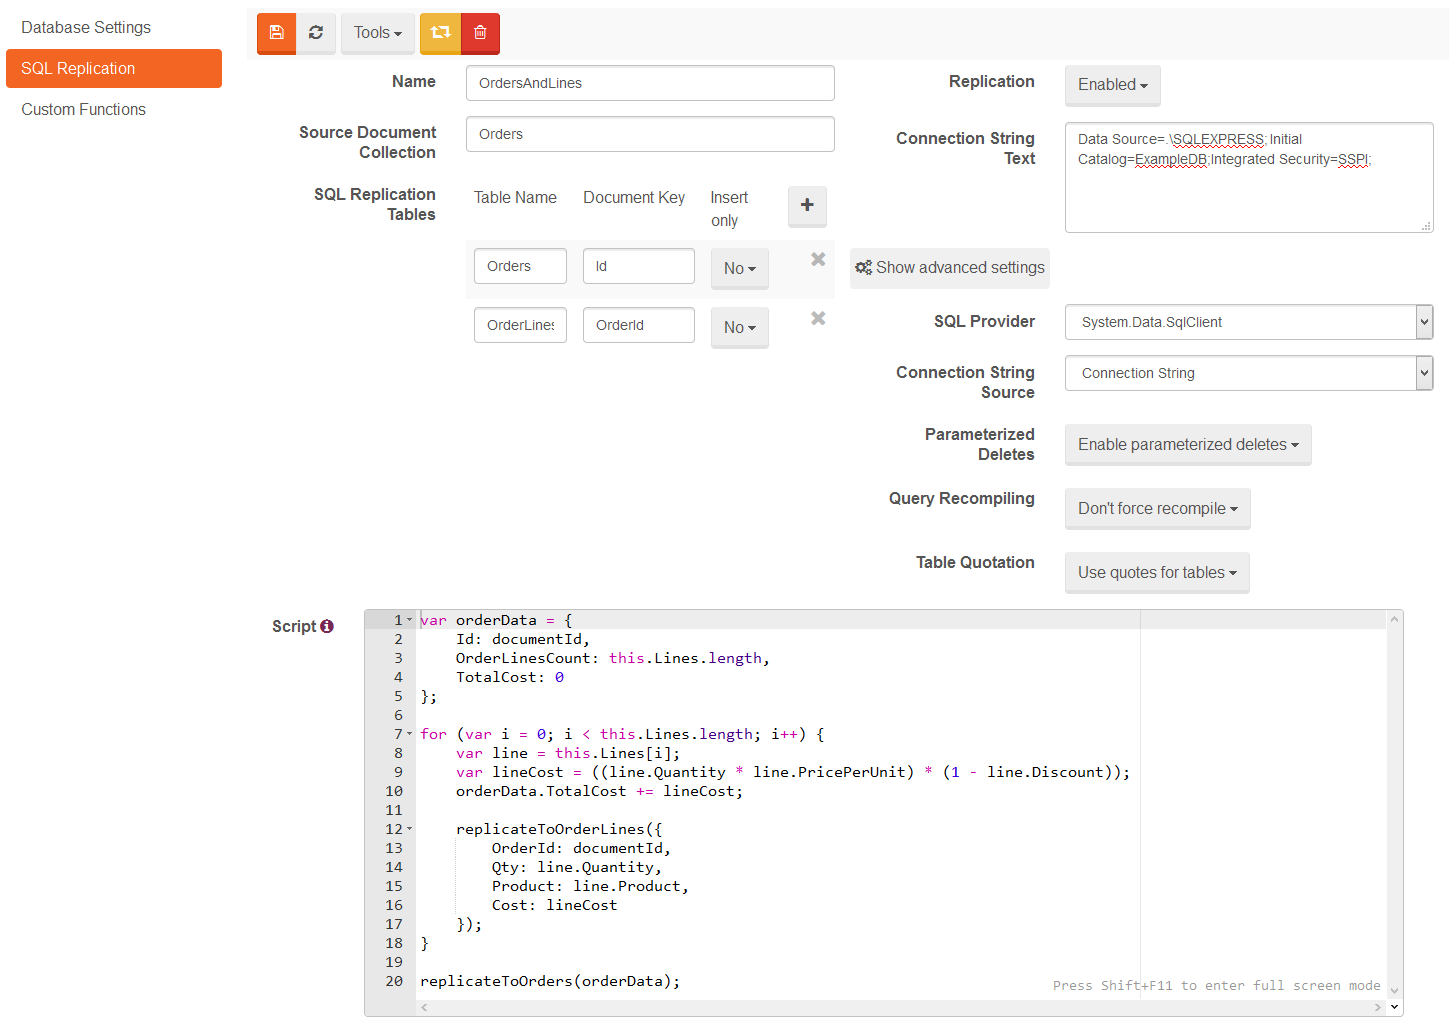 Database Settings
SQL Replication
Custom Functions
Tools
Name
OrdersAndLines
Source Document
Collection
Orders
SQL Replication
Tables
Table Name
Document Key
Insert
only
+
Orders
Id
No
OrderLines
OrderId
No
Replication
Enabled
Connection String
Text
Data Source=.\SQLEXPRESS; Initial
Catalog=ExampleDB;Integrated Security=SSPI;
Show advanced settings
SQL Provider
System.Data.SqlClient
Connection String
Source
Connection String
Parameterized
Deletes
Enable parameterized deletes
Query Recompiling
Don't force recompile
Table Quotation
Use quotes for tables
Script
1 var orderData = {
2 Id: documentId,
3 OrderLinesCount: this.Lines.length,
4 TotalCost: 0
5 };
6
7 for (var i = 0; i < this.Lines.length; i++) {
8 var line = this.Lines[i];
9 var lineCost = ((line.Quantity * line.PricePerUnit) * (1 - line.Discount));
10 orderData.TotalCost += lineCost;
11
12 replicateToOrderLines({
13 OrderId: documentId,
14 Qty: line.Quantity,
15 Product: line.Product,
16 Cost: lineCost
17 });
18 }
19
20 replicateToOrders(orderData);
Press Shift+F11 to enter full screen mode